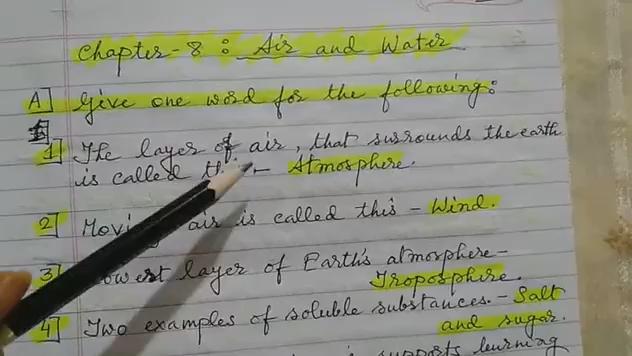 Chapter-8 : Air and Water
A] Give one word for the following:
1] The layer of air, that surrounds the earth
is called this - Atmosphere.
2] Moving air is called this - Wind.
3] Lowest layer of Earth's atmosphere-
Troposphere.
4] Two examples of soluble substances. - Salt
and sugar.
supports burning